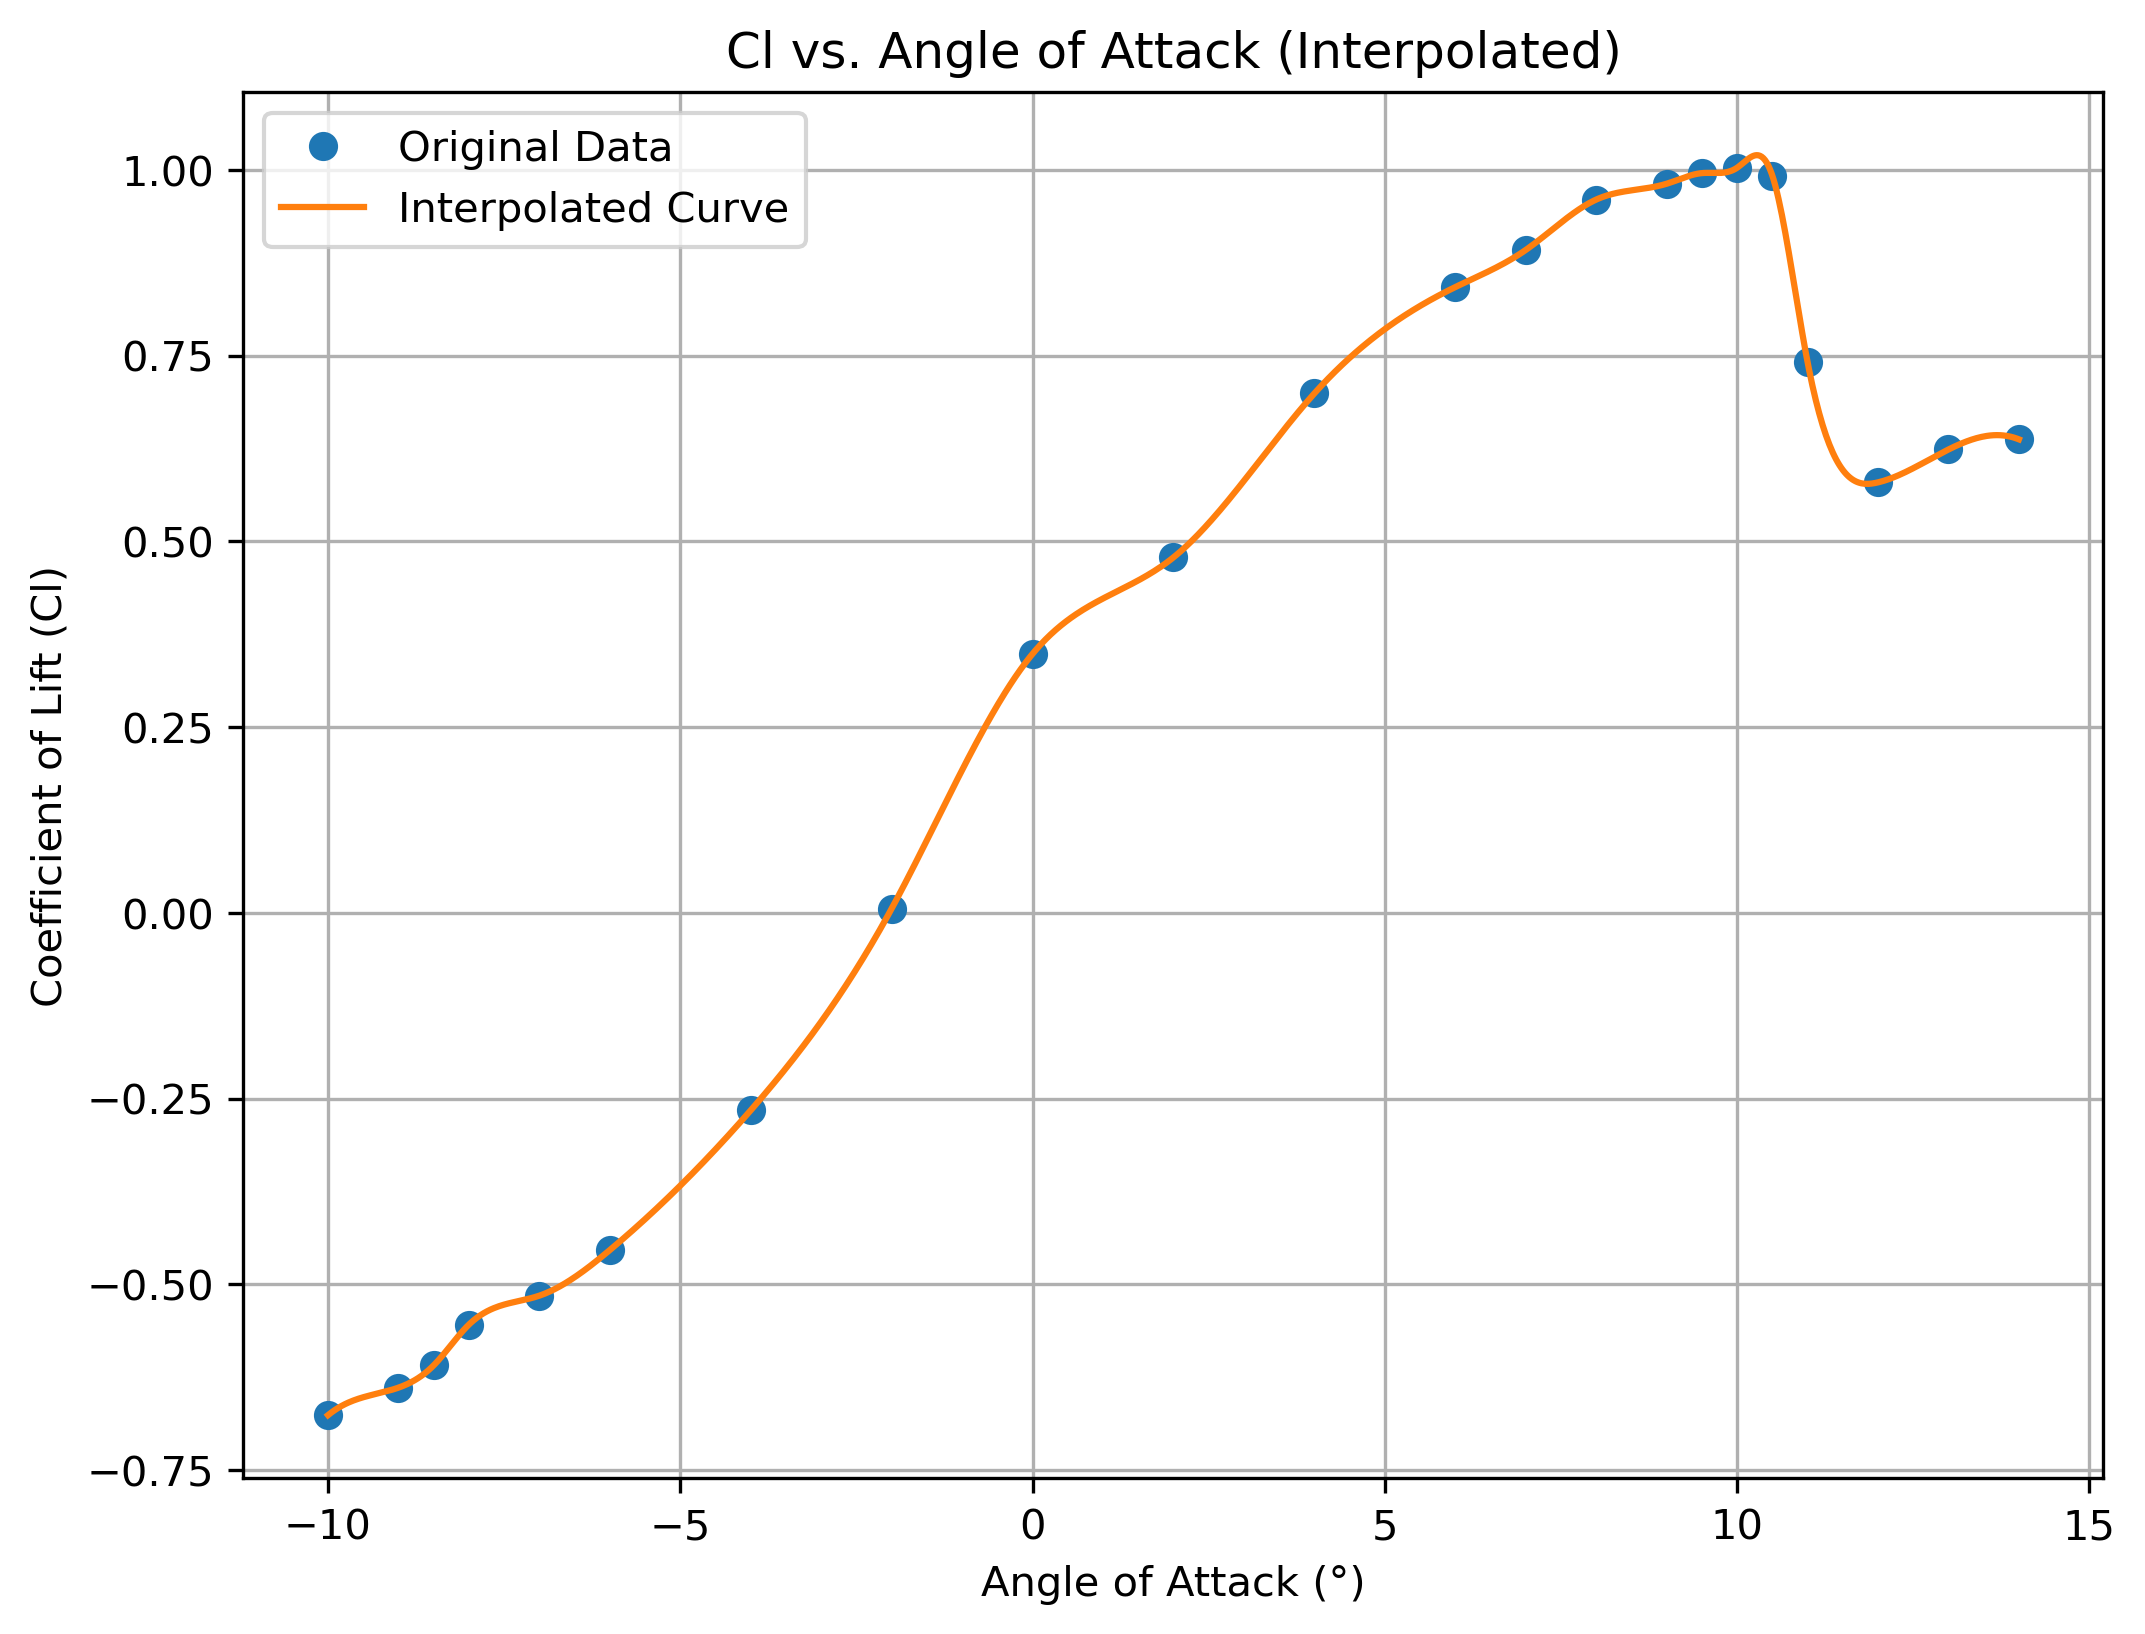 Cl vs. Angle of Attack (Interpolated)
Original Data
Interpolated Curve
1.00
0.75
0.50
0.25
0.00
−0.25
−0.50
−0.75
Coefficient of Lift (Cl)
−10 −5 0 5 10 15
Angle of Attack (°)